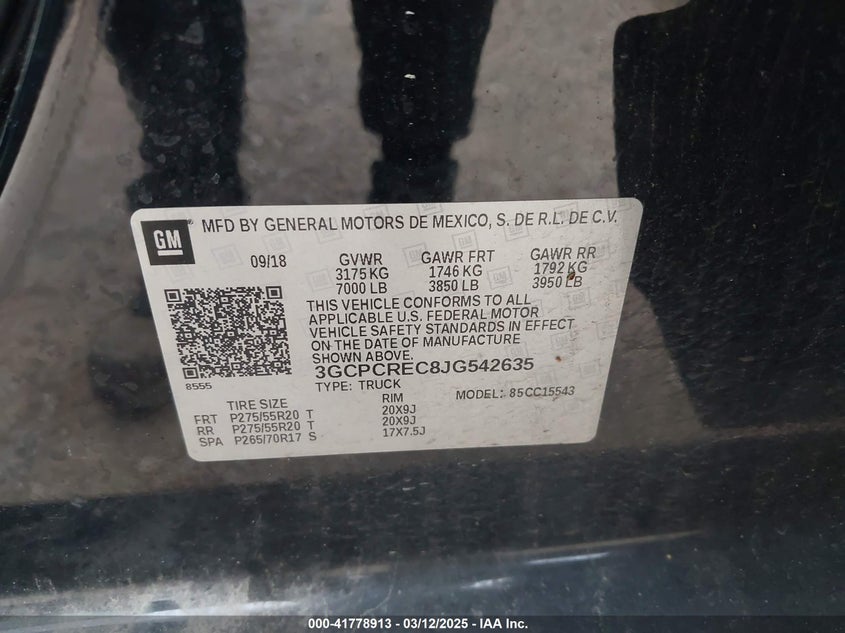 GM
MFD BY GENERAL MOTORS DE MEXICO, S. DE R.L. DE C.V.
09/18 GVWR GAWR FRT GAWR RR
3175 KG 1746 KG 1792 KG
7000 LB 3850 LB 3950 LB
THIS VEHICLE CONFORMS TO ALL
APPLICABLE U.S. FEDERAL MOTOR
VEHICLE SAFETY STANDARDS IN EFFECT
ON THE DATE OF MANUFACTURE
SHOWN ABOVE.
8555
3GCPCREC8JG542635
TYPE: TRUCK MODEL: 85CC15543
TIRE SIZE RIM
FRT P275/55R20 T 20X9J
RR P275/55R20 T 20X9J
SPA P265/70R17 S 17X7.5J
000-41778913 - 03/12/2025 - IAA Inc.